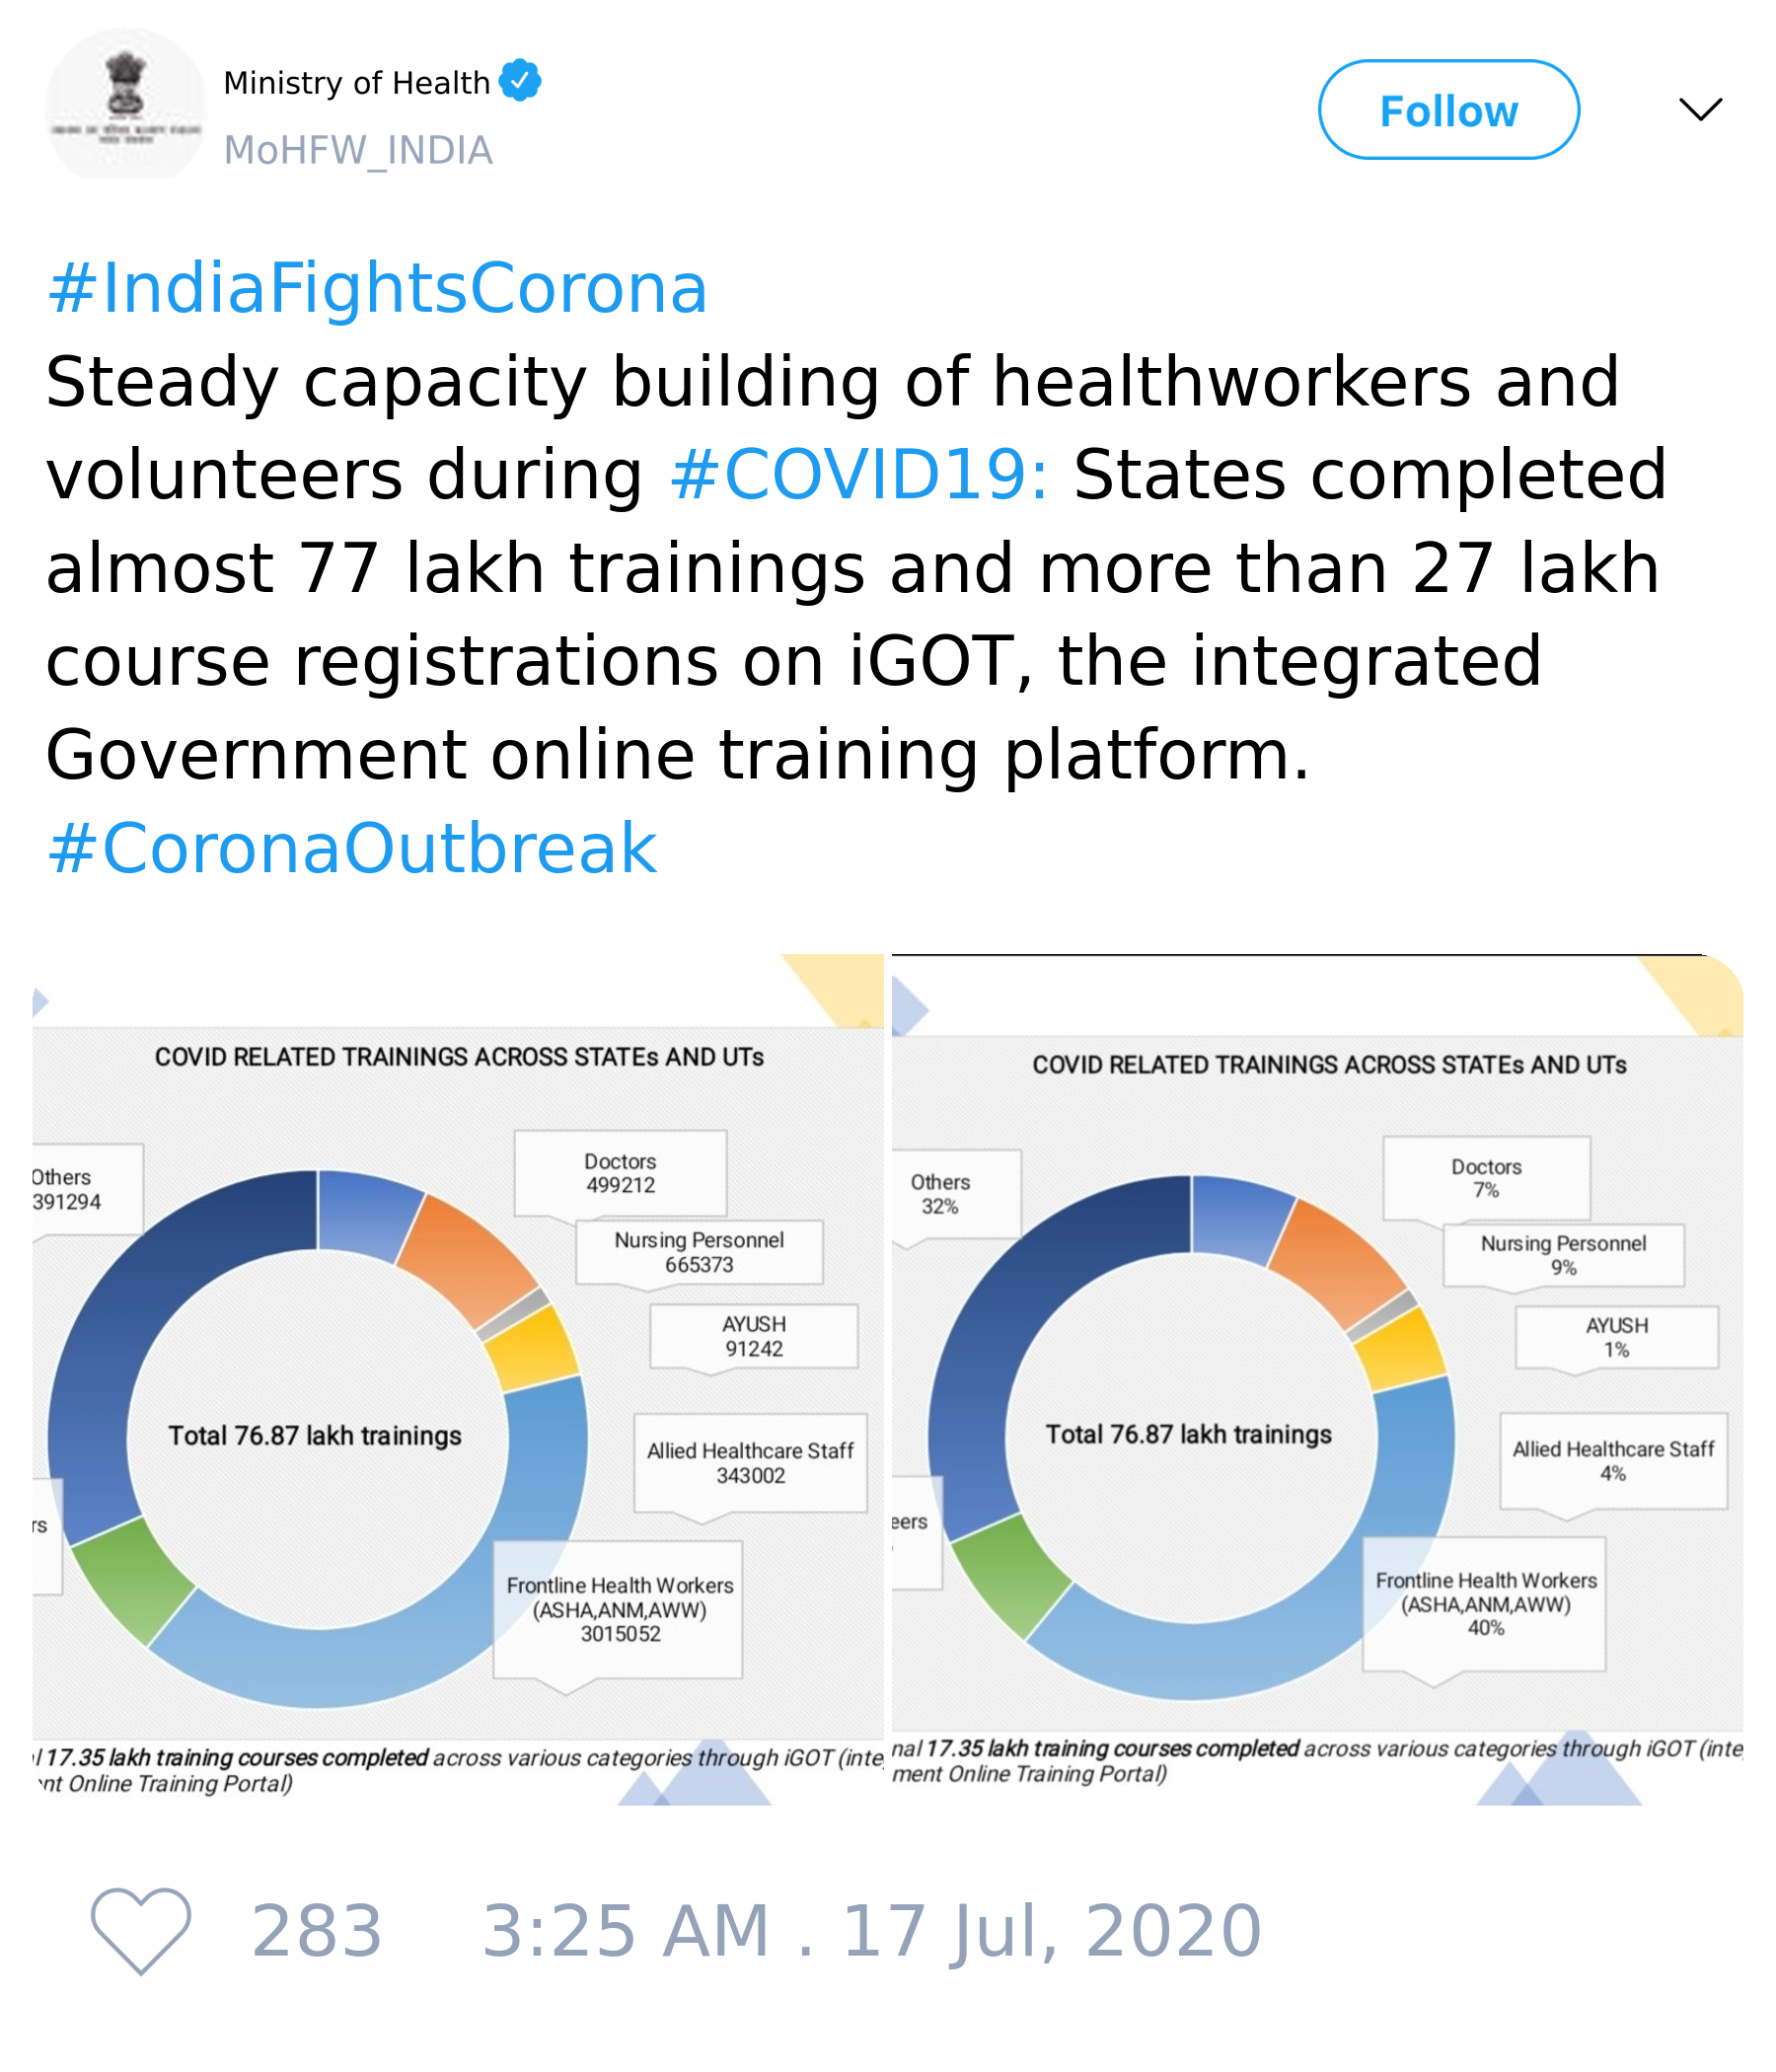 Ministry of Health
MoHFW_INDIA
Follow
#IndiaFightsCorona
Steady capacity building of healthworkers and
volunteers during #COVID19: States completed
almost 77 lakh trainings and more than 27 lakh
course registrations on iGOT, the integrated
Government online training platform.
#CoronaOutbreak
COVID RELATED TRAININGS ACROSS STATEs AND UTs
Others
391294
Doctors
499212
Nursing Personnel
665373
AYUSH
91242
Total 76.87 lakh trainings
Allied Healthcare Staff
343002
rs
Frontline Health Workers
(ASHA,ANM,AWW)
3015052
l 17.35 lakh training courses completed across various categories through iGOT (inte
nt Online Training Portal)
COVID RELATED TRAININGS ACROSS STATEs AND UTs
Others
32%
Doctors
7%
Nursing Personnel
9%
AYUSH
1%
Total 76.87 lakh trainings
Allied Healthcare Staff
4%
eers
Frontline Health Workers
(ASHA,ANM,AWW)
40%
nal 17.35 lakh training courses completed across various categories through iGOT (inte
ment Online Training Portal)
283 3:25 AM . 17 Jul, 2020